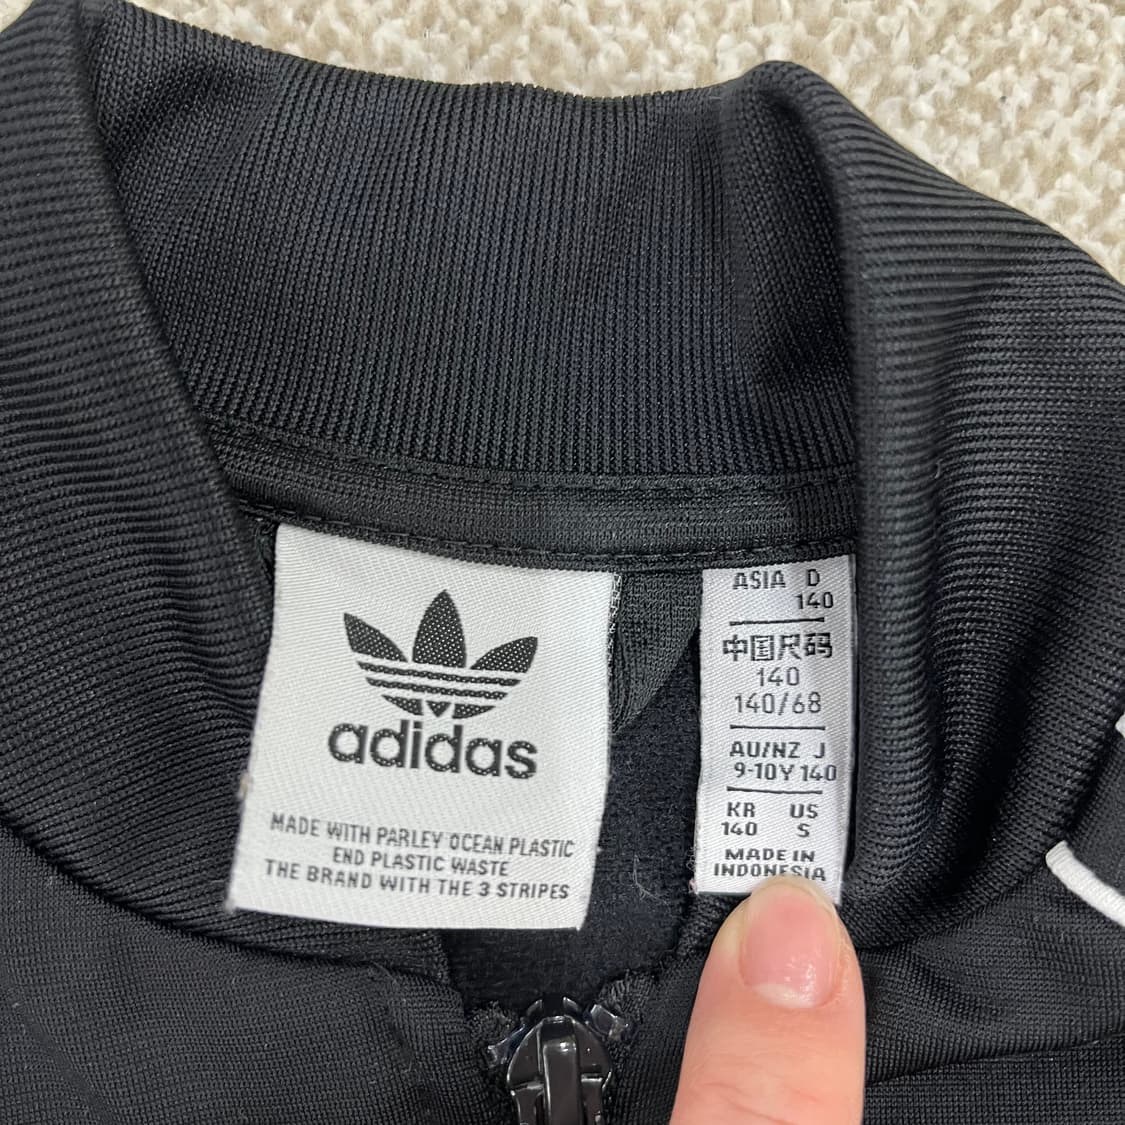 adidas
MADE WITH PARLEY OCEAN PLASTIC
END PLASTIC WASTE
THE BRAND WITH THE 3 STRIPES
ASIA D
140
中国尺码
140
140/68
AU/NZ J
9-10Y 140
KR US
140 S
MADE IN
INDONESIA